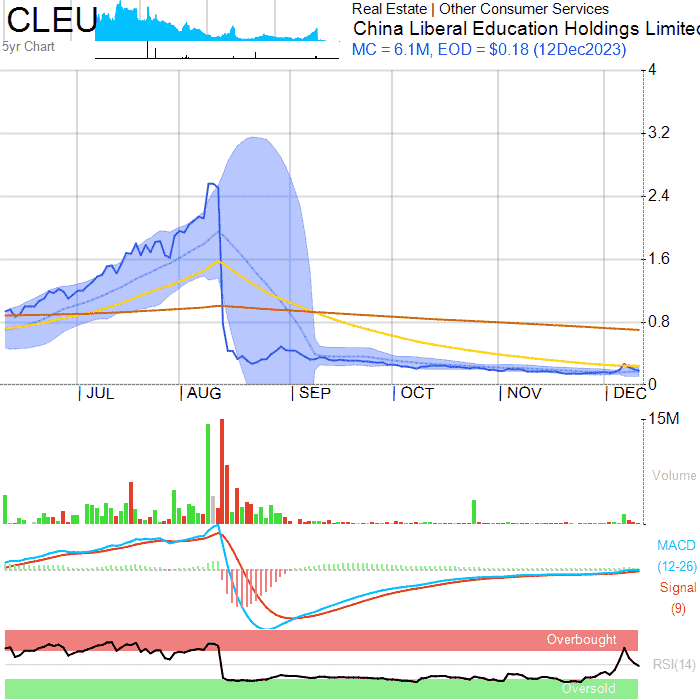 CLEU
5yr Chart
Real Estate | Other Consumer Services
China Liberal Education Holdings Limited
MC = 6.1M, EOD = $0.18 (12Dec2023)
4
3.2
2.4
1.6
0.8
0
| JUL | AUG | SEP | OCT | NOV | DEC
15M
Volume
MACD
(12-26)
Signal
(9)
Overbought
RSI(14)
Oversold